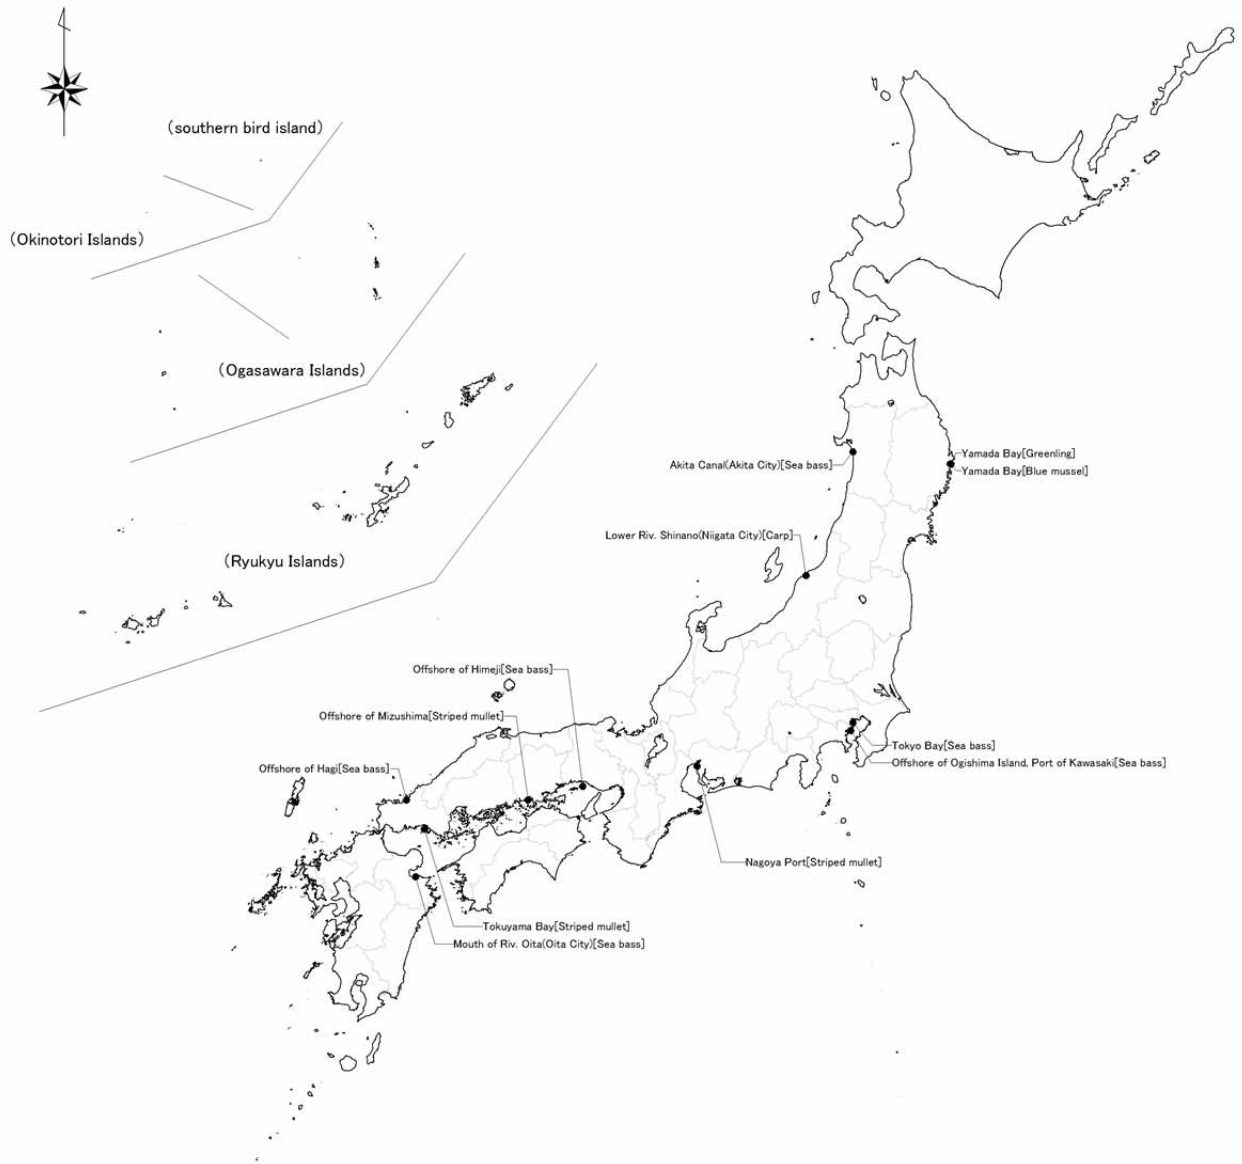 (southern bird island)
(Okinotori Islands)
(Ogasawara Islands)
(Ryukyu Islands)
Akita Canal(Akita City)[Sea bass]
Yamada Bay[Greenling]
Yamada Bay[Blue mussel]
Lower Riv. Shinano(Niigata City)[Carp]
Offshore of Himeji[Sea bass]
Offshore of Mizushima[Striped mullet]
Offshore of Hagi[Sea bass]
Tokyo Bay[Sea bass]
Offshore of Ogishima Island, Port of Kawasaki[Sea bass]
Nagoya Port[Striped mullet]
Tokuyama Bay[Striped mullet]
Mouth of Riv. Oita(Oita City)[Sea bass]